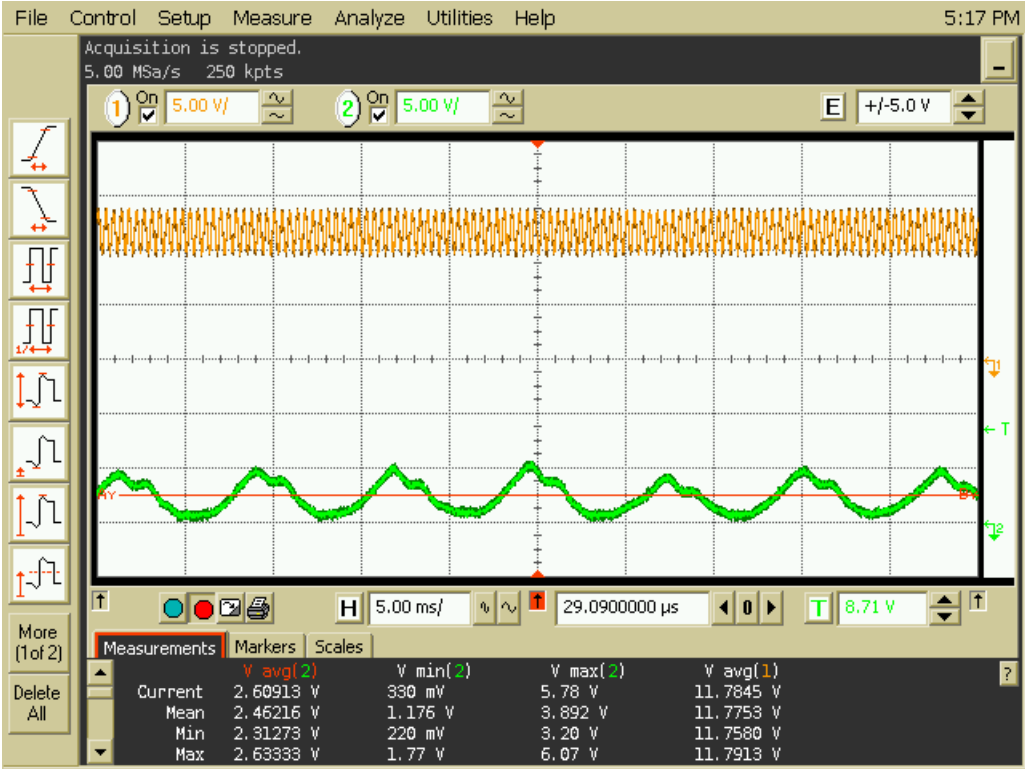 File Control Setup Measure Analyze Utilities Help 5:17 PM
Acquisition is stopped.
5.00 MSa/s 250 kpts
1 On 5.00 V/ 2 On 5.00 V/ E +/-5.0 V
1
T
AY
2
1/
More
(1of 2)
Delete
All
H 5.00 ms/ 29.0900000 µs 0 T 8.71 V
Measurements Markers Scales
V avg(2) V min(2) V max(2) V avg(1) ?
Current 2.60913 V 330 mV 5.78 V 11.7845 V
Mean 2.46216 V 1.176 V 3.892 V 11.7753 V
Min 2.31273 V 220 mV 3.20 V 11.7580 V
Max 2.63333 V 1.77 V 6.07 V 11.7913 V